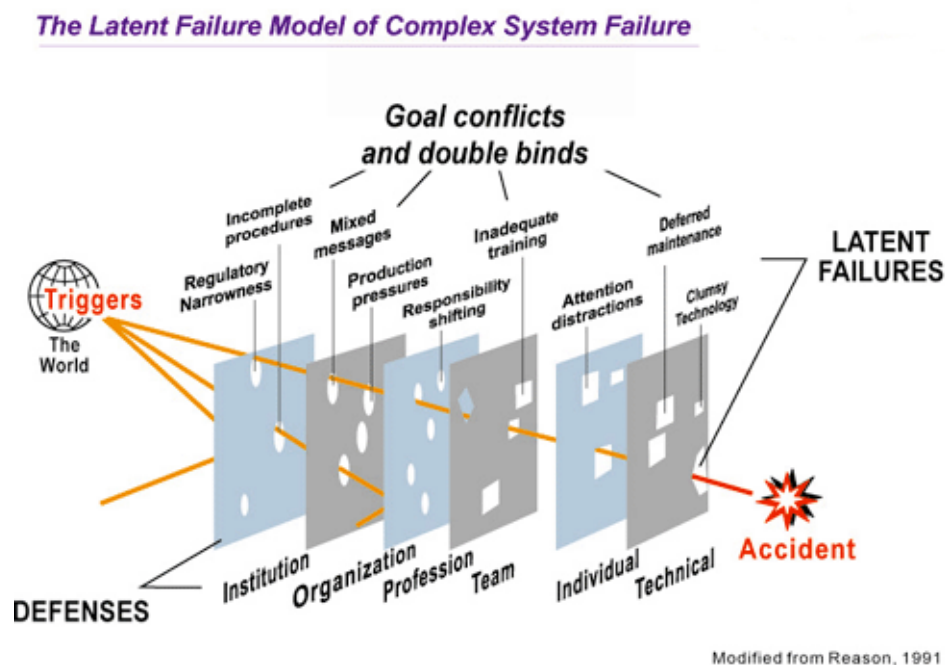 The Latent Failure Model of Complex System Failure
Goal conflicts
and double binds
Incomplete
procedures
Mixed
messages
Inadequate
training
Deferred
maintenance
Regulatory
Narrowness
Production
pressures
Responsibility
shifting
Attention
distractions
Clumsy
Technology
LATENT
FAILURES
Triggers
The
World
Accident
Institution
Organization
Profession
Team
Individual
Technical
DEFENSES
Modified from Reason, 1991